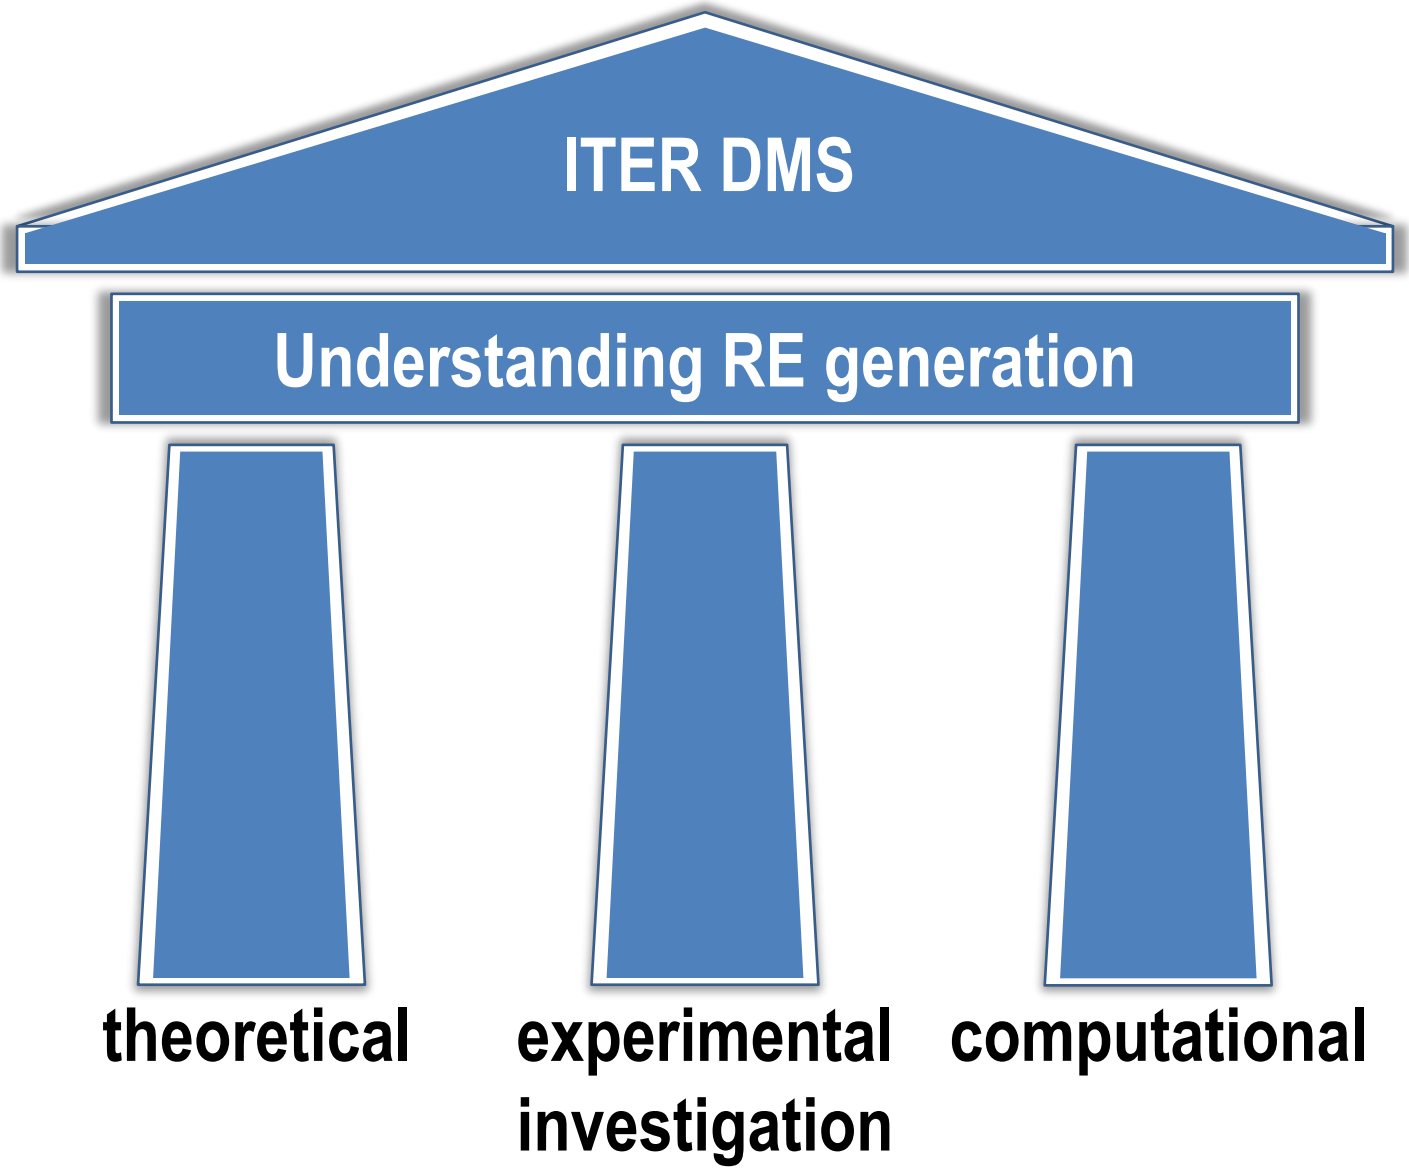 ITER DMS
Understanding RE generation
theoretical experimental computational
investigation